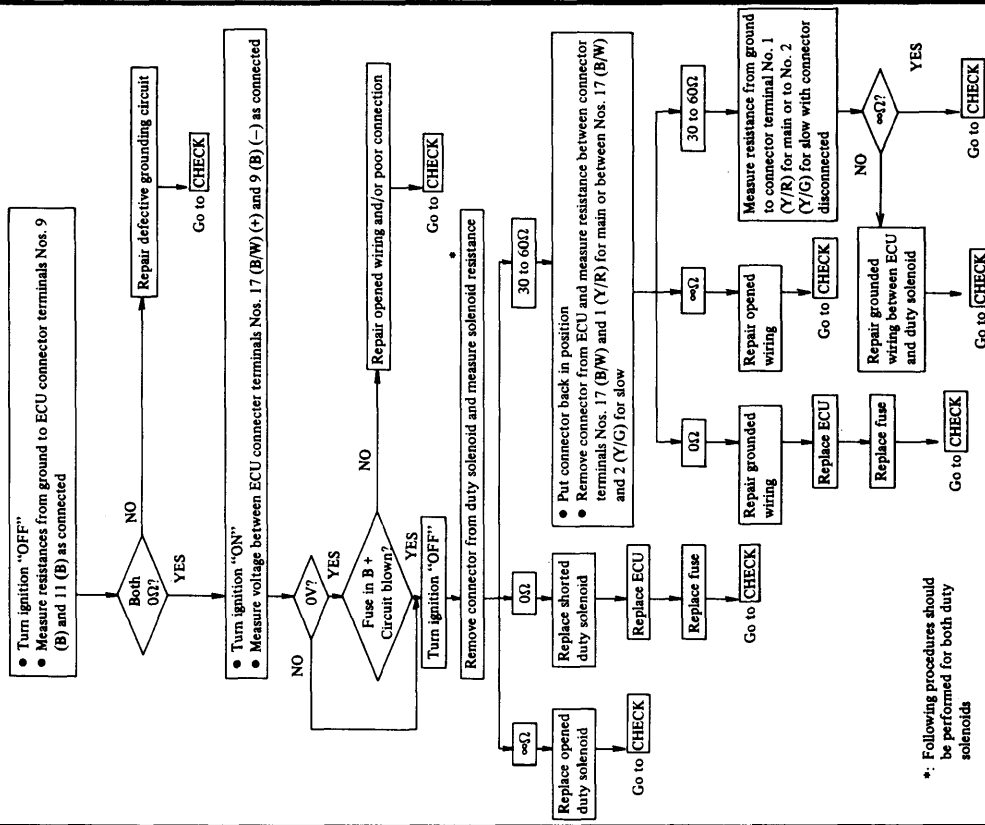 • Turn ignition “OFF”
• Measure resistances from ground to ECU connector terminals Nos. 9
(B) and 11 (B) as connected
Both
0Ω?
NO
Repair defective grounding circuit
Go to CHECK
YES
• Turn ignition “ON”
• Measure voltage between ECU connecter terminals Nos. 17 (B/W) (+) and 9 (B) (–) as connected
0V?
NO
YES
Fuse in B +
Circuit blown?
NO
Repair opened wiring and/or poor connection
Go to CHECK
YES
Turn ignition “OFF”
Remove connector from duty solenoid and measure solenoid resistance
*
∞Ω
Replace opened
duty solenoid
Go to CHECK
0Ω
Replace shorted
duty solenoid
Replace ECU
Replace fuse
Go to CHECK
30 to 60Ω
• Put connector back in position
• Remove connector from ECU and measure resistance between connector
terminals Nos. 17 (B/W) and 1 (Y/R) for main or between Nos. 17 (B/W)
and 2 (Y/G) for slow
0Ω
Repair grounded
wiring
Replace ECU
Replace fuse
Go to CHECK
∞Ω
Repair opened
wiring
Go to CHECK
30 to 60Ω
Measure resistance from ground
to connector terminal No. 1
(Y/R) for main or to No. 2
(Y/G) for slow with connector
disconnected
∞Ω?
NO
YES
Repair grounded
wiring between ECU
and duty solenoid
Go to CHECK
Go to CHECK
*: Following procedures should
be performed for both duty
solenoids